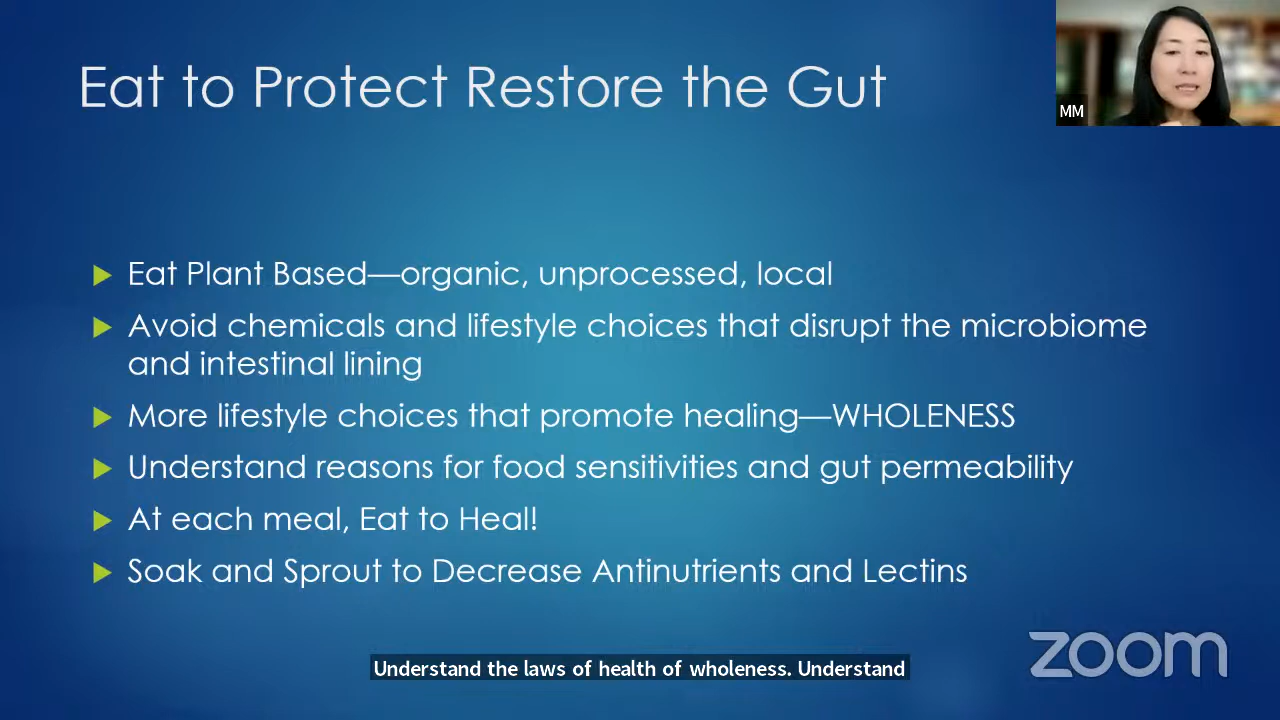 Eat to Protect Restore the Gut
MM
Eat Plant Based—organic, unprocessed, local
Avoid chemicals and lifestyle choices that disrupt the microbiome
and intestinal lining
More lifestyle choices that promote healing—WHOLENESS
Understand reasons for food sensitivities and gut permeability
At each meal, Eat to Heal!
Soak and Sprout to Decrease Antinutrients and Lectins
Understand the laws of health of wholeness. Understand
zoom